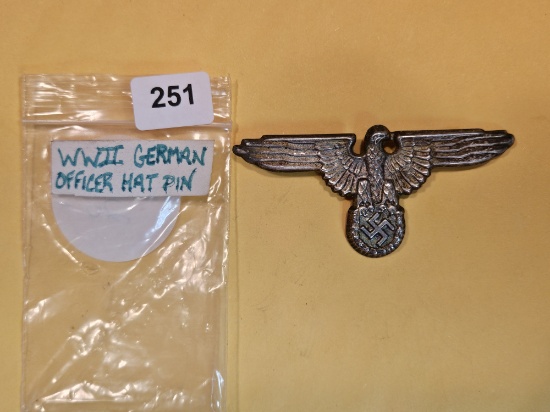 251
WWII GERMAN
OFFICER HAT PIN